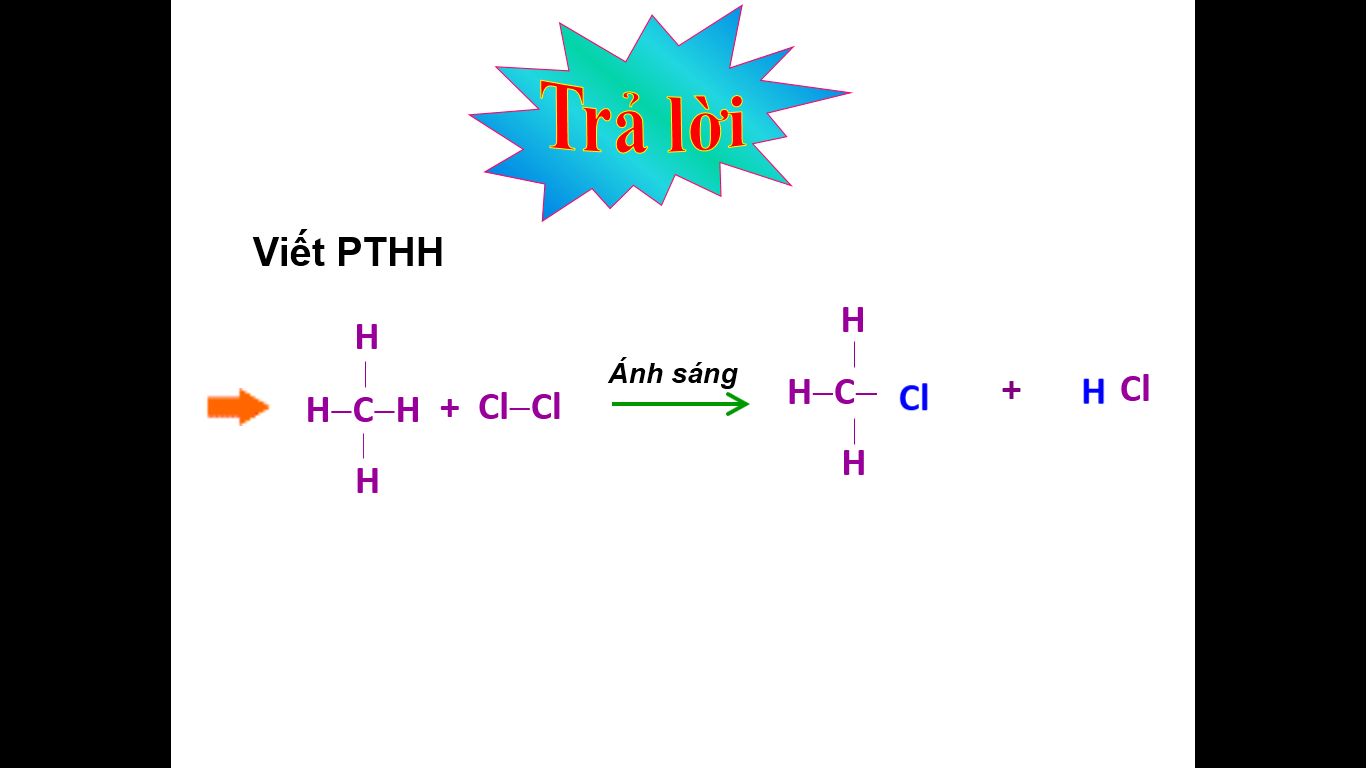 Trả lời
Viết PTHH
H
H
Ánh sáng
H–C–H + Cl–Cl
H–C– Cl + H Cl
H
H